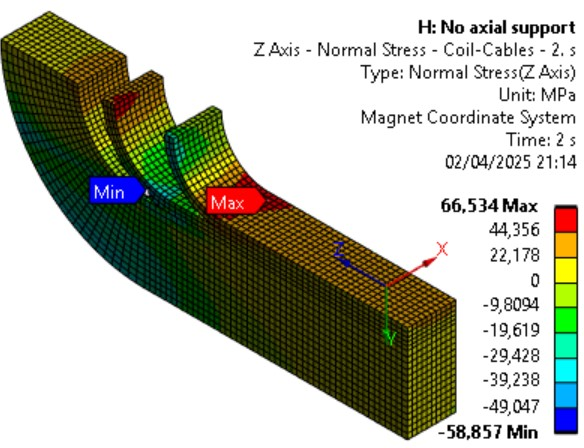 H: No axial support
Z Axis - Normal Stress - Coil-Cables - 2. s
Type: Normal Stress(Z Axis)
Unit: MPa
Magnet Coordinate System
Time: 2 s
02/04/2025 21:14
66,534 Max
44,356
22,178
0
-9,8094
-19,619
-29,428
-39,238
-49,047
-58,857 Min
Min
Max
Z
X
Y